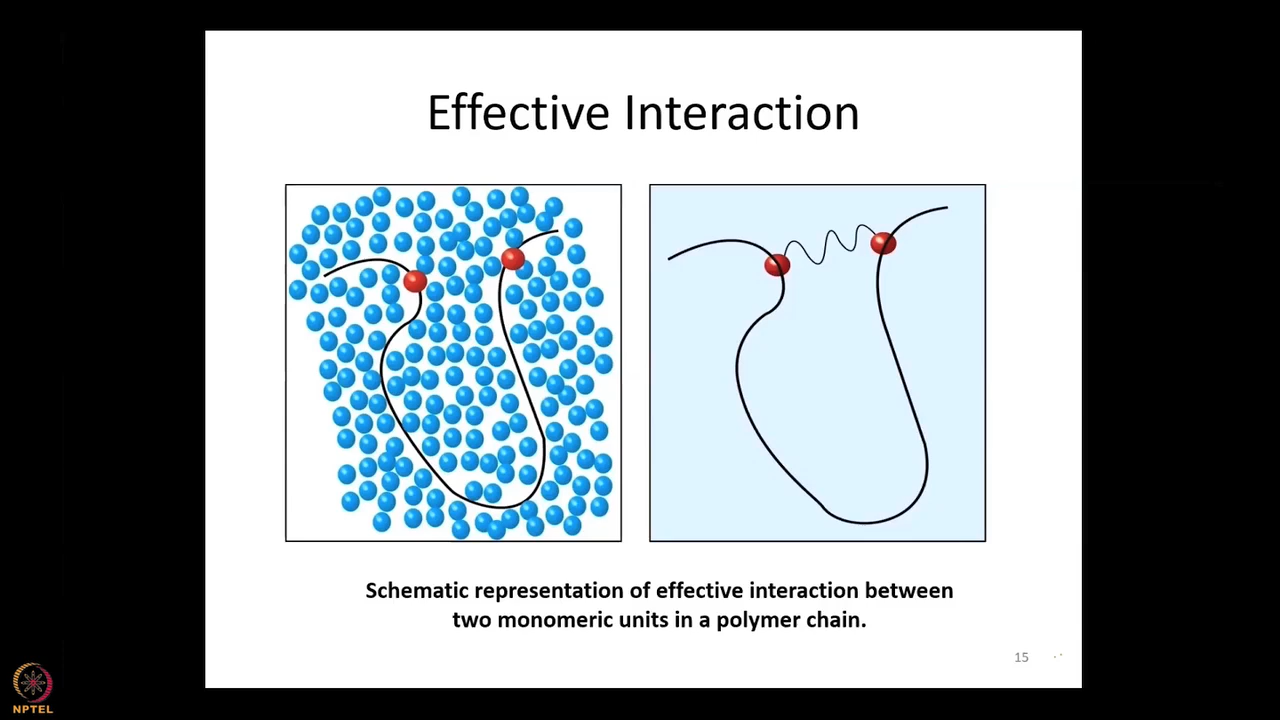 Effective Interaction
Schematic representation of effective interaction between
two monomeric units in a polymer chain.
15
NPTEL